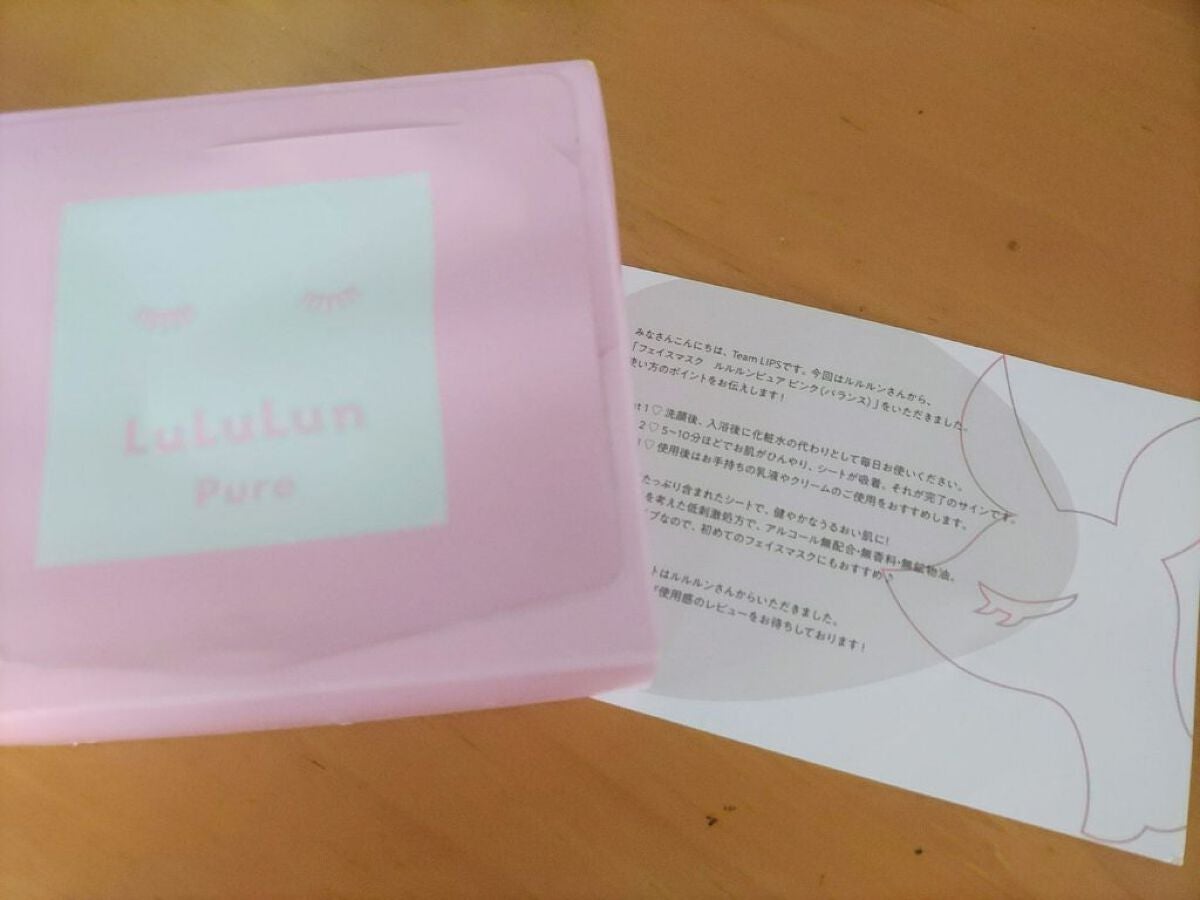 LuLuLun
Pure
みなさんこんにちは、Team LIPSです。今回はルルルンさんから、
「フェイスマスク ルルルンピュア ピンク(バランス)」をいただきました。
使い方のポイントをお伝えします!
1♡洗顔後、入浴後に化粧水の代わりとして毎日お使いください。
2♡5~10分ほどでお肌がひんやり、シートが吸着。それが完了のサインです。
♡使用後はお手持ちの乳液やクリームのご使用をおすすめします。
たっぷり含まれたシートで、健やかなうるおい肌に!
を考えた低刺激処方で、アルコール無配合・無香料・無鉱物油。
なので、初めてのフェイスマスクにもおすすめ♪
はルルルンさんからいただきました。
使用感のレビューをお待ちしております!